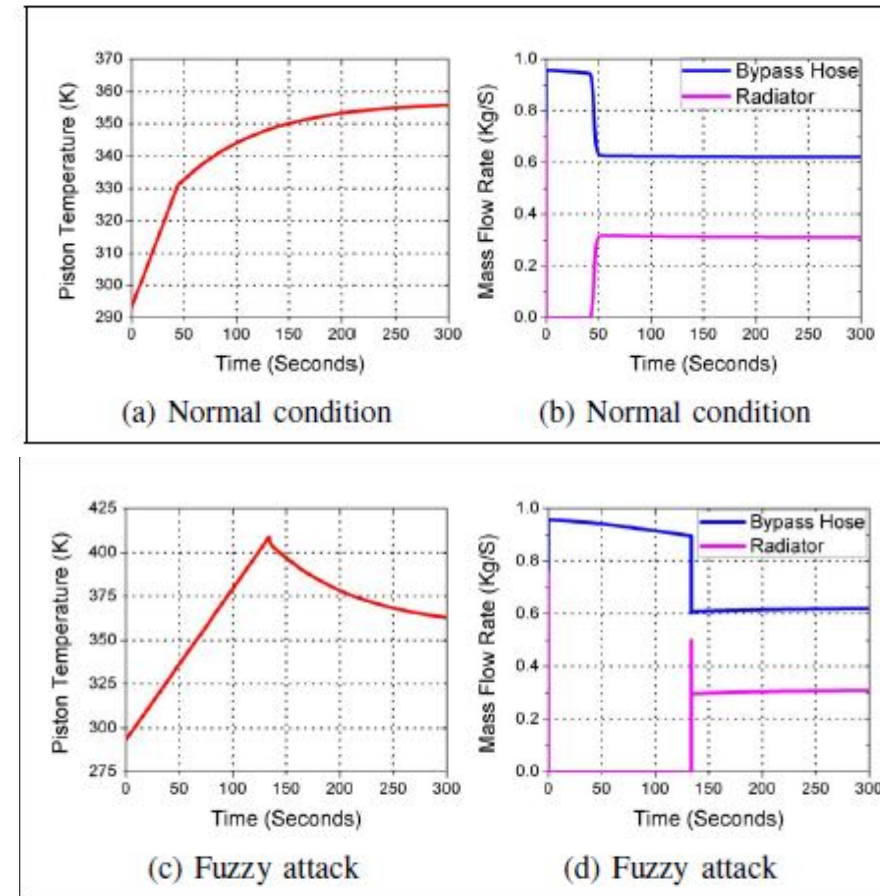 370
360
350
340
330
320
310
300
290
0 50 100 150 200 250 300
Piston Temperature (K)
Time (Seconds)
(a) Normal condition
1.0
0.8
0.6
0.4
0.2
0.0
0 50 100 150 200 250 300
Mass Flow Rate (Kg/S)
Bypass Hose
Radiator
Time (Seconds)
(b) Normal condition
425
400
375
350
325
300
275
0 50 100 150 200 250 300
Piston Temperature (K)
Time (Seconds)
(c) Fuzzy attack
1.0
0.8
0.6
0.4
0.2
0.0
0 50 100 150 200 250 300
Mass Flow Rate (Kg/S)
Bypass Hose
Radiator
Time (Seconds)
(d) Fuzzy attack